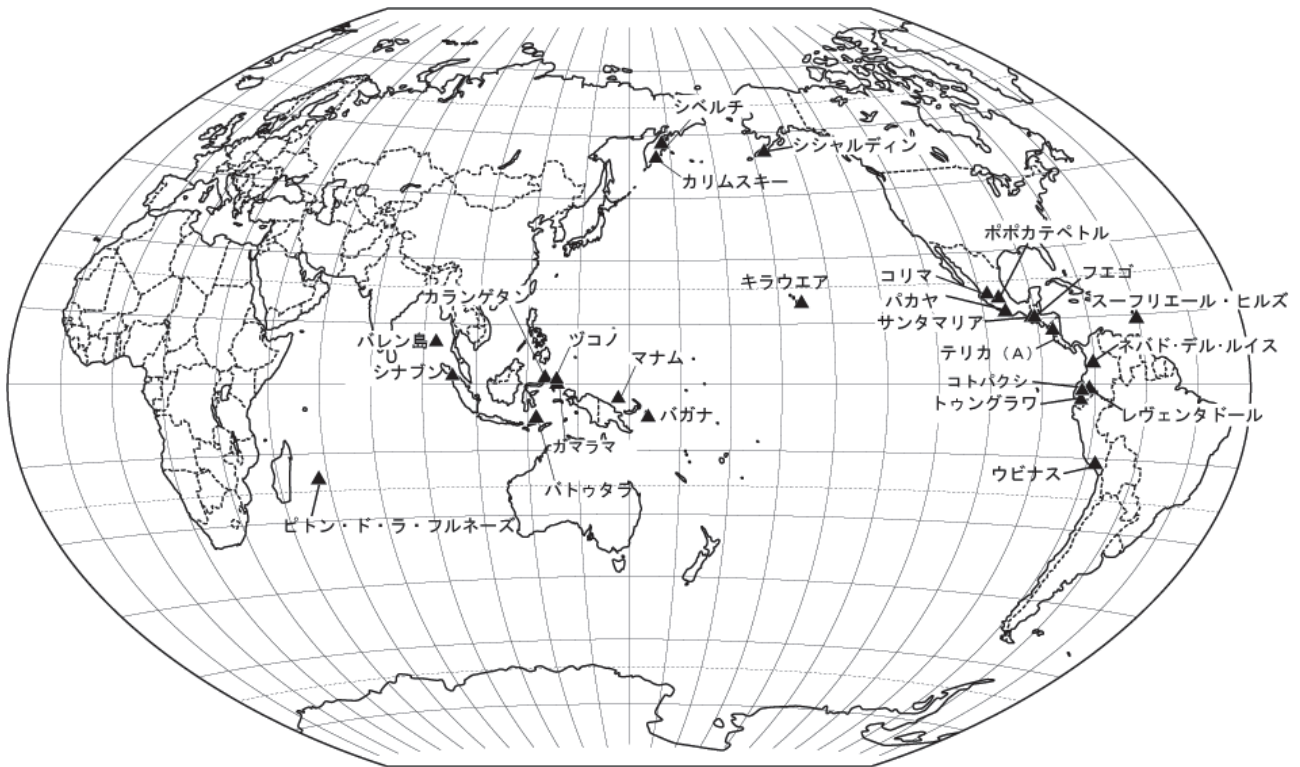 シベルチ
シシャルディン
カリムスキー
ポポカテペトル
キラウエア
コリマ
フエゴ
パカヤ
スーフリエール・ヒルズ
サンタマリア
カランゲタン
バレン島
ヅコノ
テリカ（A）
ネバド・デル・ルイス
マナム
シナブン
コトパクシ
トゥングラワ
レヴェンタドール
バガナ
カマラマ
ウビナス
バトゥタラ
ピトン・ド・ラ・フルネーズ